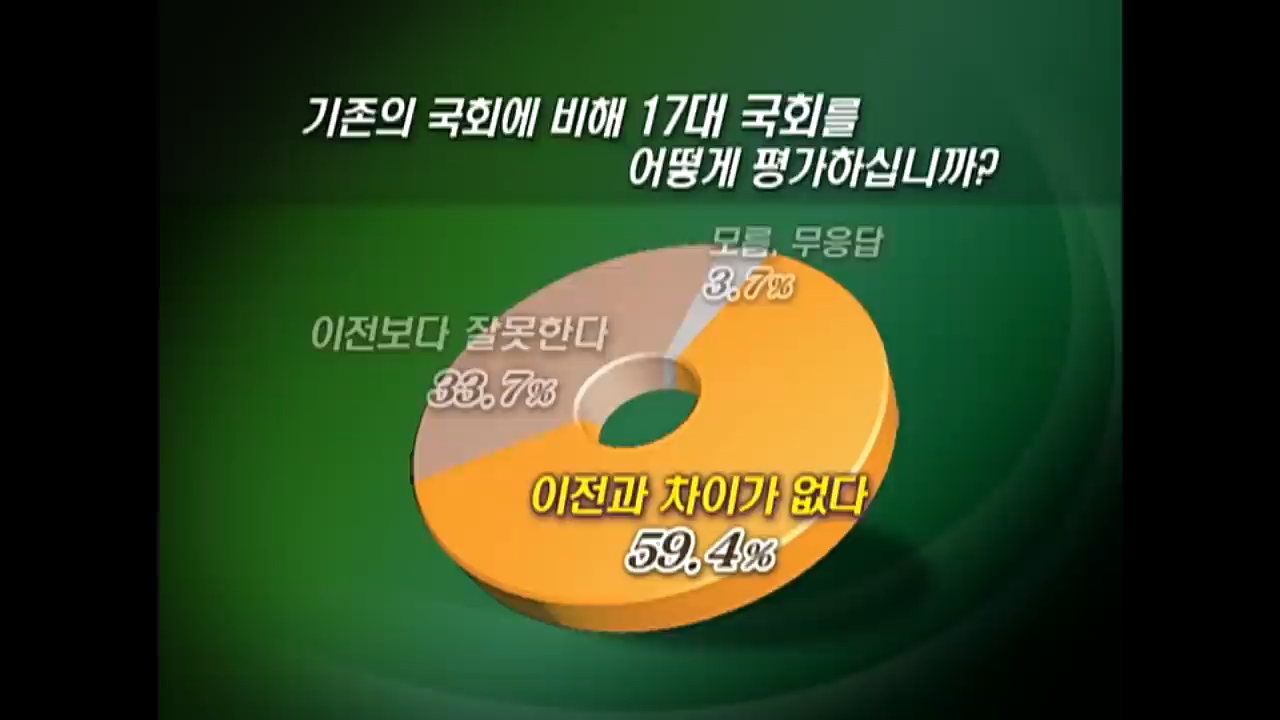 기존의 국회에 비해 17대 국회를
어떻게 평가하십니까?
모름, 무응답
3.7%
이전보다 잘못한다
33.7%
이전과 차이가 없다
59.4%